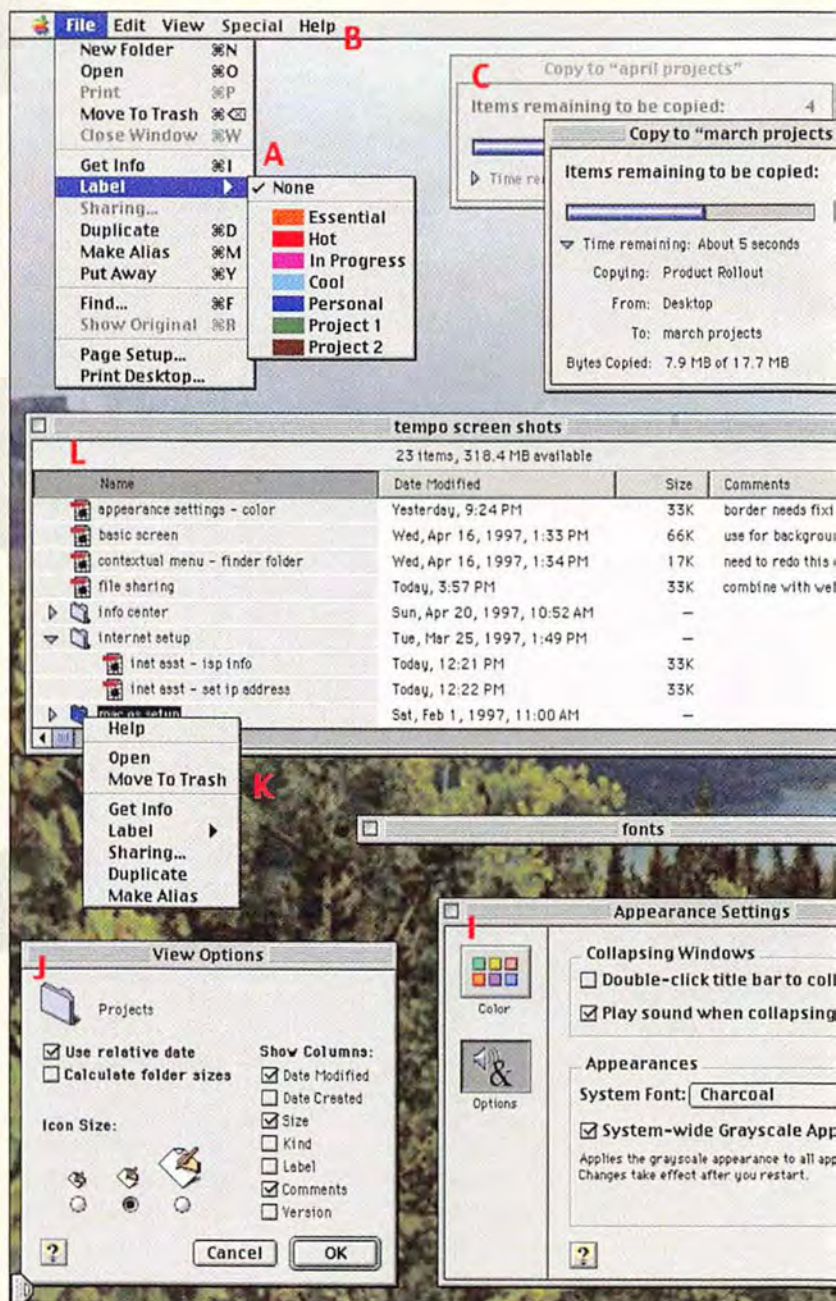 File Edit View Special Help
B
New Folder ⌘N
Open ⌘O
Print ⌘P
Move To Trash ⌘⌫
Close Window ⌘W
Get Info ⌘I
Label ▶
Sharing...
Duplicate ⌘D
Make Alias ⌘M
Put Away ⌘Y
Find... ⌘F
Show Original ⌘R
Page Setup...
Print Desktop...
A
✓ None
Essential
Hot
In Progress
Cool
Personal
Project 1
Project 2
C
Copy to “april projects”
Items remaining to be copied: 4
Time
Copy to “march projects
Items remaining to be copied:
Time remaining: About 5 seconds
Copying: Product Rollout
From: Desktop
To: march projects
Bytes Copied: 7.9 MB of 17.7 MB
tempo screen shots
L
23 items, 318.4 MB available
Name Date Modified Size Comments
appearance settings - color Yesterday, 9:24 PM 33K border needs fixi
basic screen Wed, Apr 16, 1997, 1:33 PM 66K use for backgrou
contextual menu - finder folder Wed, Apr 16, 1997, 1:34 PM 17K need to redo this
file sharing Today, 3:57 PM 33K combine with we
info center Sun, Apr 20, 1997, 10:52 AM –
internet setup Tue, Mar 25, 1997, 1:49 PM –
inet asst - isp info Today, 12:21 PM 33K
inet asst - set ip address Today, 12:22 PM 33K
mac os setup Sat, Feb 1, 1997, 11:00 AM –
Help
Open
Move To Trash
K
Get Info
Label ▶
Sharing...
Duplicate
Make Alias
fonts
J
View Options
Projects
Use relative date
Calculate folder sizes
Icon Size:
Show Columns:
Date Modified
Date Created
Size
Kind
Label
Comments
Version
?
Cancel
OK
I
Appearance Settings
Color
&
Options
Collapsing Windows
Double-click title bar to coll
Play sound when collapsing
Appearances
System Font: Charcoal
System-wide Grayscale App
Applies the grayscale appearance to all app
Changes take effect after you restart.
?